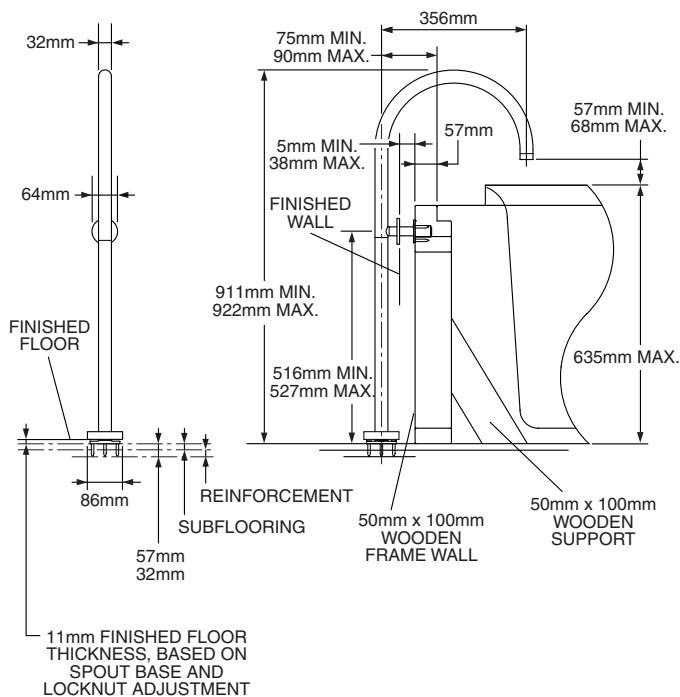 356mm
75mm MIN.
90mm MAX.
32mm
57mm MIN.
68mm MAX.
57mm
5mm MIN.
38mm MAX.
64mm
FINISHED
WALL
911mm MIN.
922mm MAX.
FINISHED
FLOOR
635mm MAX.
516mm MIN.
527mm MAX.
86mm
REINFORCEMENT
SUBFLOORING
50mm x 100mm
WOODEN
FRAME WALL
50mm x 100mm
WOODEN
SUPPORT
57mm
32mm
11mm FINISHED FLOOR
THICKNESS, BASED ON
SPOUT BASE AND
LOCKNUT ADJUSTMENT